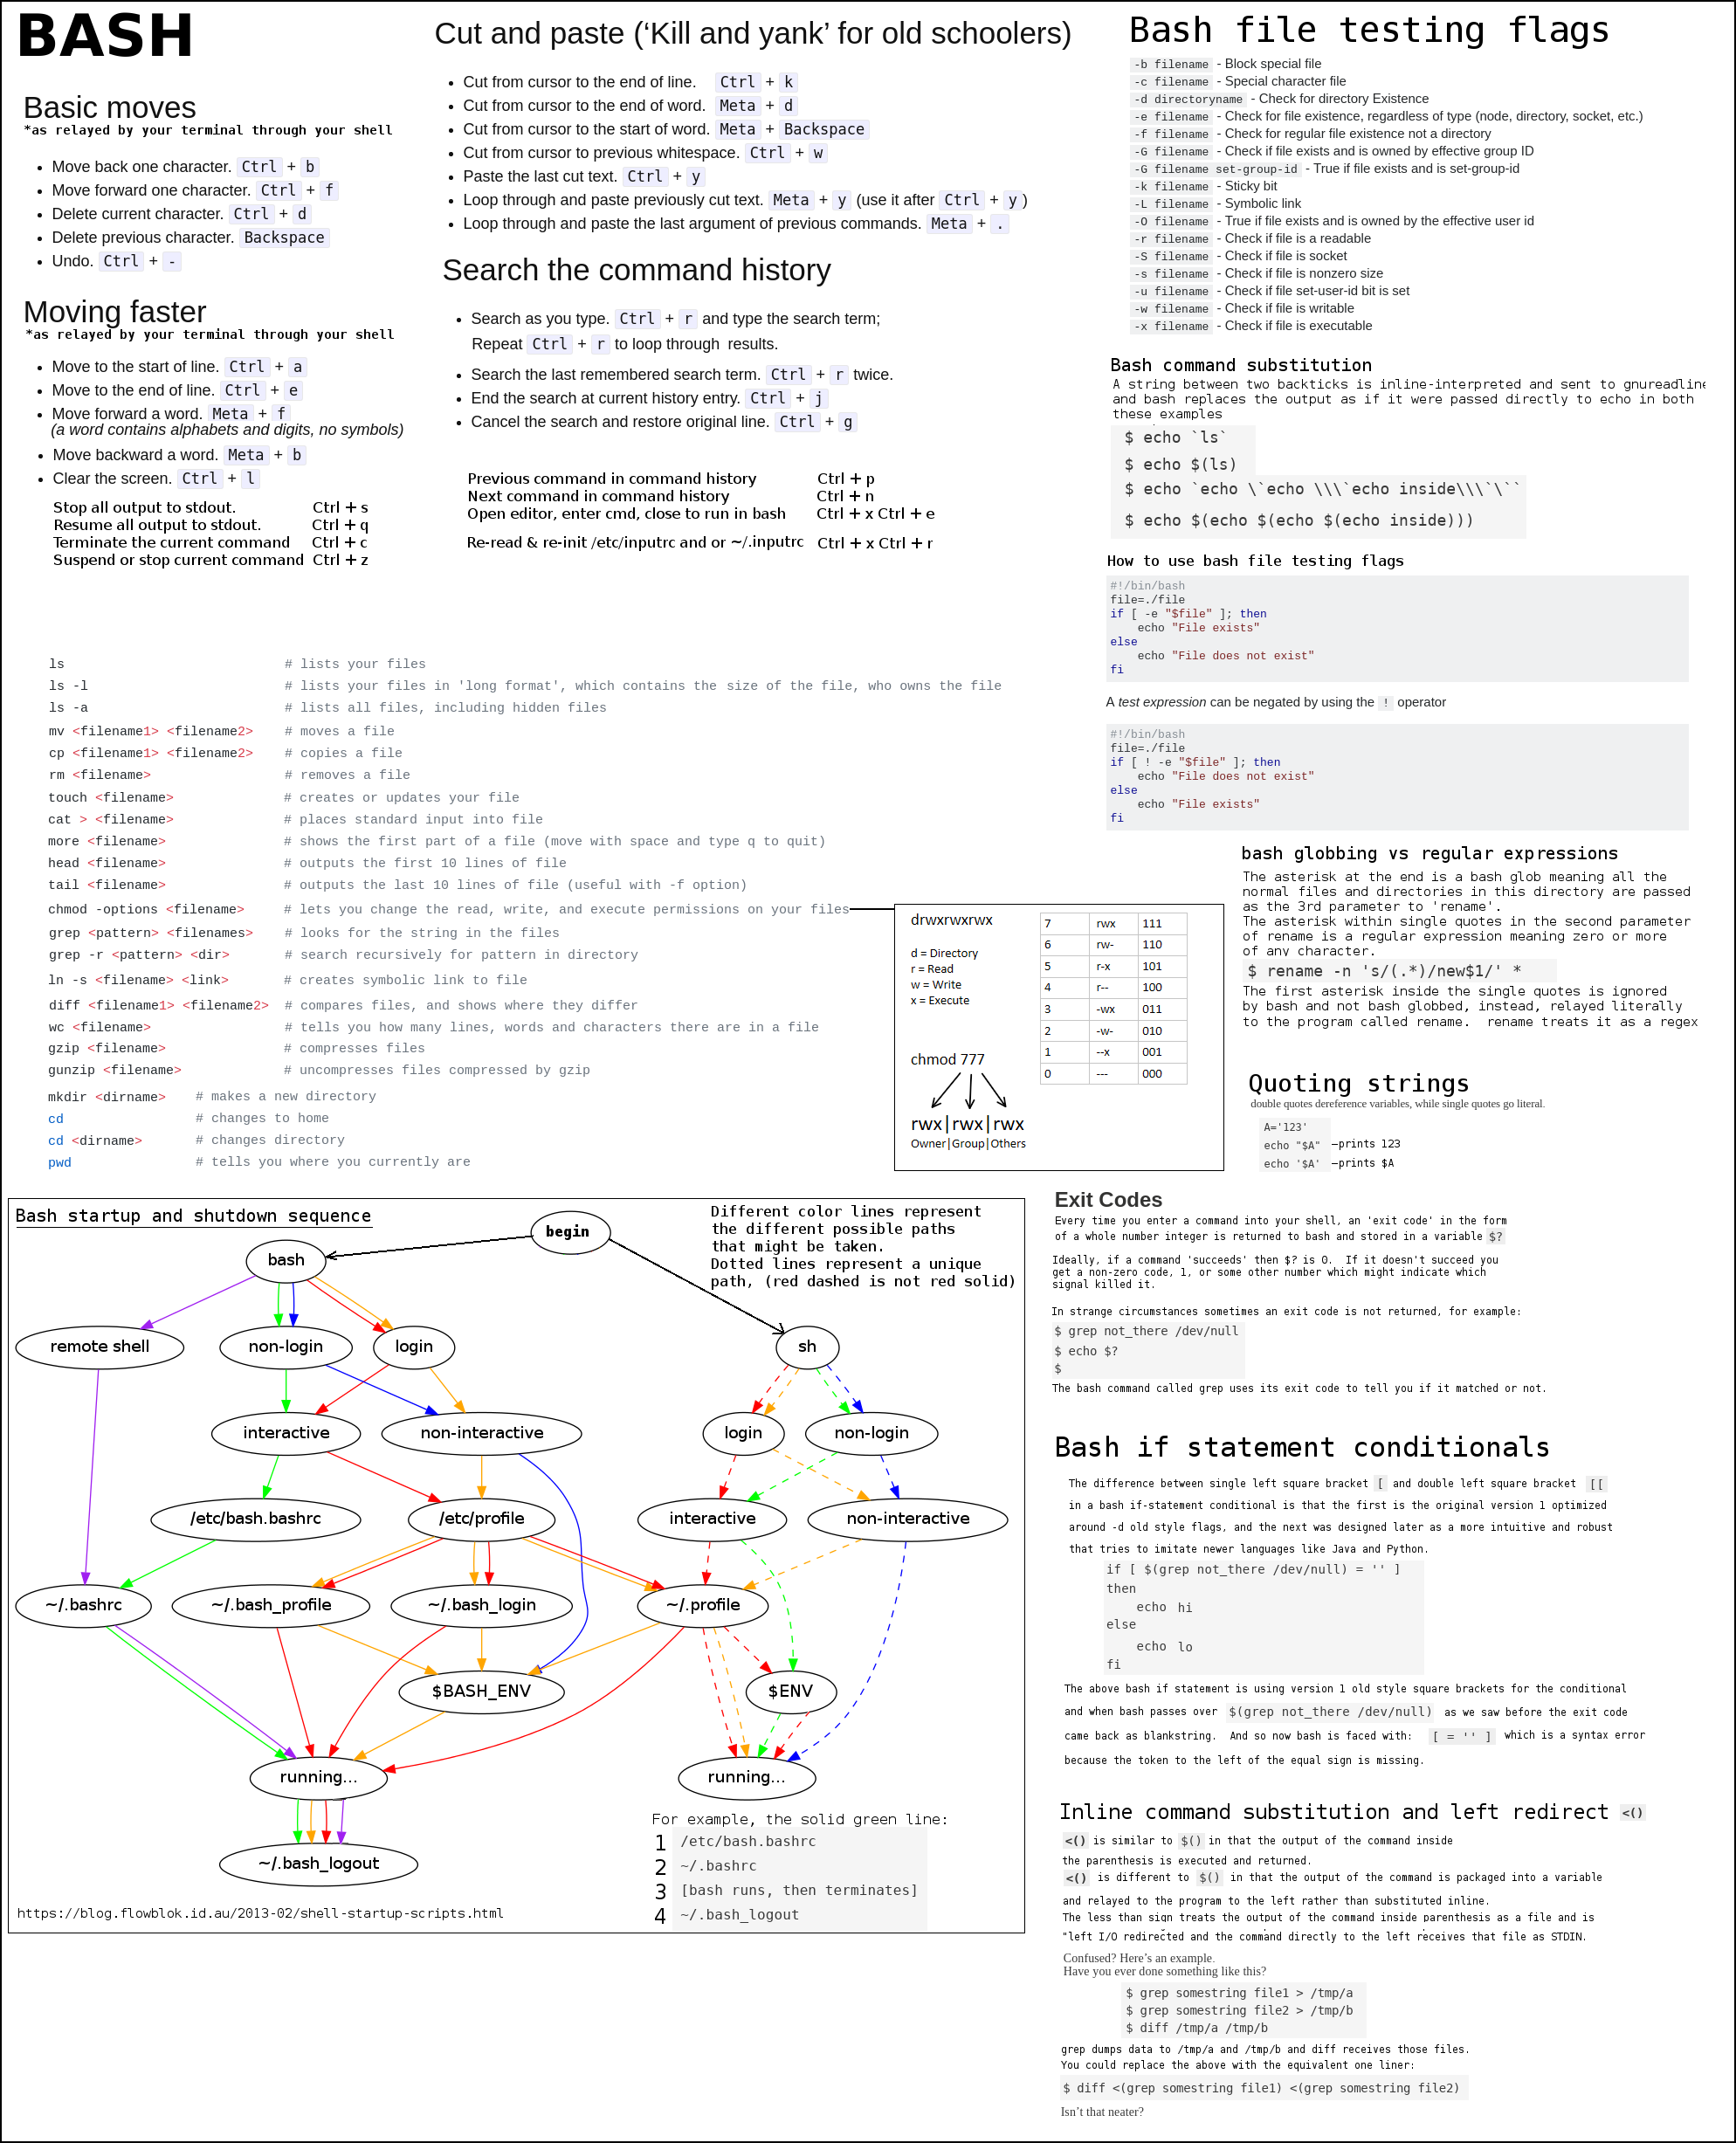 BASH
Basic moves
*as relayed by your terminal through your shell
• Move back one character. Ctrl + b
• Move forward one character. Ctrl + f
• Delete current character. Ctrl + d
• Delete previous character. Backspace
• Undo. Ctrl + -
Moving faster
*as relayed by your terminal through your shell
• Move to the start of line. Ctrl + a
• Move to the end of line. Ctrl + e
• Move forward a word. Meta + f
(a word contains alphabets and digits, no symbols)
• Move backward a word. Meta + b
• Clear the screen. Ctrl + l
Stop all output to stdout. Ctrl + s
Resume all output to stdout. Ctrl + q
Terminate the current command Ctrl + c
Suspend or stop current command Ctrl + z
Cut and paste (‘Kill and yank’ for old schoolers)
• Cut from cursor to the end of line. Ctrl + k
• Cut from cursor to the end of word. Meta + d
• Cut from cursor to the start of word. Meta + Backspace
• Cut from cursor to previous whitespace. Ctrl + w
• Paste the last cut text. Ctrl + y
• Loop through and paste previously cut text. Meta + y (use it after Ctrl + y )
• Loop through and paste the last argument of previous commands. Meta + .
Search the command history
• Search as you type. Ctrl + r and type the search term;
Repeat Ctrl + r to loop through results.
• Search the last remembered search term. Ctrl + r twice.
• End the search at current history entry. Ctrl + j
• Cancel the search and restore original line. Ctrl + g
Previous command in command history Ctrl + p
Next command in command history Ctrl + n
Open editor, enter cmd, close to run in bash Ctrl + x Ctrl + e
Re-read & re-init /etc/inputrc and or ~/.inputrc Ctrl + x Ctrl + r
Bash file testing flags
-b filename - Block special file
-c filename - Special character file
-d directoryname - Check for directory Existence
-e filename - Check for file existence, regardless of type (node, directory, socket, etc.)
-f filename - Check for regular file existence not a directory
-G filename - Check if file exists and is owned by effective group ID
-G filename set-group-id - True if file exists and is set-group-id
-k filename - Sticky bit
-L filename - Symbolic link
-O filename - True if file exists and is owned by the effective user id
-r filename - Check if file is a readable
-S filename - Check if file is socket
-s filename - Check if file is nonzero size
-u filename - Check if file set-user-id bit is set
-w filename - Check if file is writable
-x filename - Check if file is executable
Bash command substitution
A string between two backticks is inline-interpreted and sent to gnureadline
and bash replaces the output as if it were passed directly to echo in both
these examples
$ echo `ls`
$ echo $(ls)
$ echo `echo \`echo \\\`echo inside\\\`\``
$ echo $(echo $(echo $(echo inside)))
How to use bash file testing flags
#!/bin/bash
file=./file
if [ -e "$file" ]; then
echo "File exists"
else
echo "File does not exist"
fi
A test expression can be negated by using the ! operator
#!/bin/bash
file=./file
if [ ! -e "$file" ]; then
echo "File does not exist"
else
echo "File exists"
fi
ls # lists your files
ls -l # lists your files in 'long format', which contains the size of the file, who owns the file
ls -a # lists all files, including hidden files
mv <filename1> <filename2> # moves a file
cp <filename1> <filename2> # copies a file
rm <filename> # removes a file
touch <filename> # creates or updates your file
cat > <filename> # places standard input into file
more <filename> # shows the first part of a file (move with space and type q to quit)
head <filename> # outputs the first 10 lines of file
tail <filename> # outputs the last 10 lines of file (useful with -f option)
chmod -options <filename> # lets you change the read, write, and execute permissions on your files
grep <pattern> <filenames> # looks for the string in the files
grep -r <pattern> <dir> # search recursively for pattern in directory
ln -s <filename> <link> # creates symbolic link to file
diff <filename1> <filename2> # compares files, and shows where they differ
wc <filename> # tells you how many lines, words and characters there are in a file
gzip <filename> # compresses files
gunzip <filename> # uncompresses files compressed by gzip
mkdir <dirname> # makes a new directory
cd # changes to home
cd <dirname> # changes directory
pwd # tells you where you currently are
drwxrwxrwx
d = Directory
r = Read
w = Write
x = Execute
chmod 777
rwx|rwx|rwx
Owner|Group|Others
7 rwx 111
6 rw- 110
5 r-x 101
4 r-- 100
3 -wx 011
2 -w- 010
1 --x 001
0 --- 000
bash globbing vs regular expressions
The asterisk at the end is a bash glob meaning all the
normal files and directories in this directory are passed
as the 3rd parameter to 'rename'.
The asterisk within single quotes in the second parameter
of rename is a regular expression meaning zero or more
of any character.
$ rename -n 's/(.*)/new$1/' *
The first asterisk inside the single quotes is ignored
by bash and not bash globbed, instead, relayed literally
to the program called rename. rename treats it as a regex
Quoting strings
double quotes dereference variables, while single quotes go literal.
A='123'
echo "$A" —prints 123
echo '$A' —prints $A
Bash startup and shutdown sequence
Different color lines represent
the different possible paths
that might be taken.
Dotted lines represent a unique
path, (red dashed is not red solid)
begin
bash
remote shell
non-login
login
sh
interactive
non-interactive
login
non-login
/etc/bash.bashrc
/etc/profile
interactive
non-interactive
~/.bashrc
~/.bash_profile
~/.bash_login
~/.profile
$BASH_ENV
$ENV
running...
running...
~/.bash_logout
For example, the solid green line:
1 /etc/bash.bashrc
2 ~/.bashrc
3 [bash runs, then terminates]
4 ~/.bash_logout
https://blog.flowblok.id.au/2013-02/shell-startup-scripts.html
Exit Codes
Every time you enter a command into your shell, an 'exit code' in the form
of a whole number integer is returned to bash and stored in a variable $?
Ideally, if a command 'succeeds' then $? is 0. If it doesn't succeed you
get a non-zero code, 1, or some other number which might indicate which
signal killed it.
In strange circumstances sometimes an exit code is not returned, for example:
$ grep not_there /dev/null
$ echo $?
$
The bash command called grep uses its exit code to tell you if it matched or not.
Bash if statement conditionals
The difference between single left square bracket [ and double left square bracket [[
in a bash if-statement conditional is that the first is the original version 1 optimized
around -d old style flags, and the next was designed later as a more intuitive and robust
that tries to imitate newer languages like Java and Python.
if [ $(grep not_there /dev/null) = '' ]
then
echo hi
else
echo lo
fi
The above bash if statement is using version 1 old style square brackets for the conditional
and when bash passes over $(grep not_there /dev/null) as we saw before the exit code
came back as blankstring. And so now bash is faced with: [ = '' ] which is a syntax error
because the token to the left of the equal sign is missing.
Inline command substitution and left redirect <()
<() is similar to $() in that the output of the command inside
the parenthesis is executed and returned.
<() is different to $() in that the output of the command is packaged into a variable
and relayed to the program to the left rather than substituted inline.
The less than sign treats the output of the command inside parenthesis as a file and is
"left I/O redirected and the command directly to the left receives that file as STDIN.
Confused? Here’s an example.
Have you ever done something like this?
$ grep somestring file1 > /tmp/a
$ grep somestring file2 > /tmp/b
$ diff /tmp/a /tmp/b
grep dumps data to /tmp/a and /tmp/b and diff receives those files.
You could replace the above with the equivalent one liner:
$ diff <(grep somestring file1) <(grep somestring file2)
Isn’t that neater?